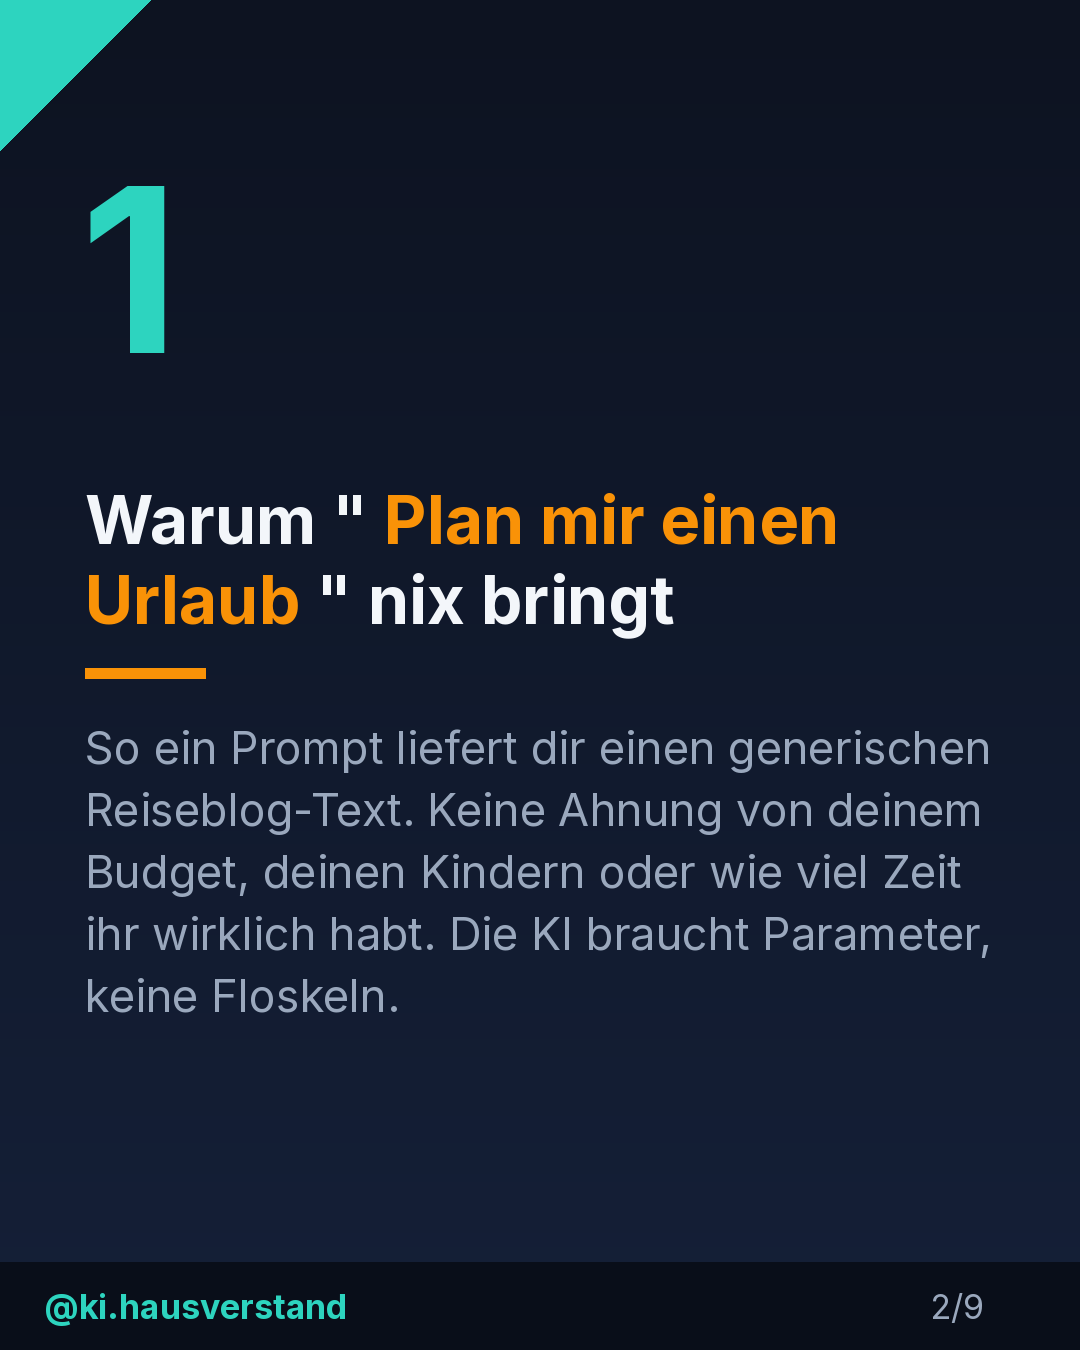 1
Warum " Plan mir einen
Urlaub " nix bringt
So ein Prompt liefert dir einen generischen
Reiseblog-Text. Keine Ahnung von deinem
Budget, deinen Kindern oder wie viel Zeit
ihr wirklich habt. Die KI braucht Parameter,
keine Floskeln.
@ki.hausverstand
2/9